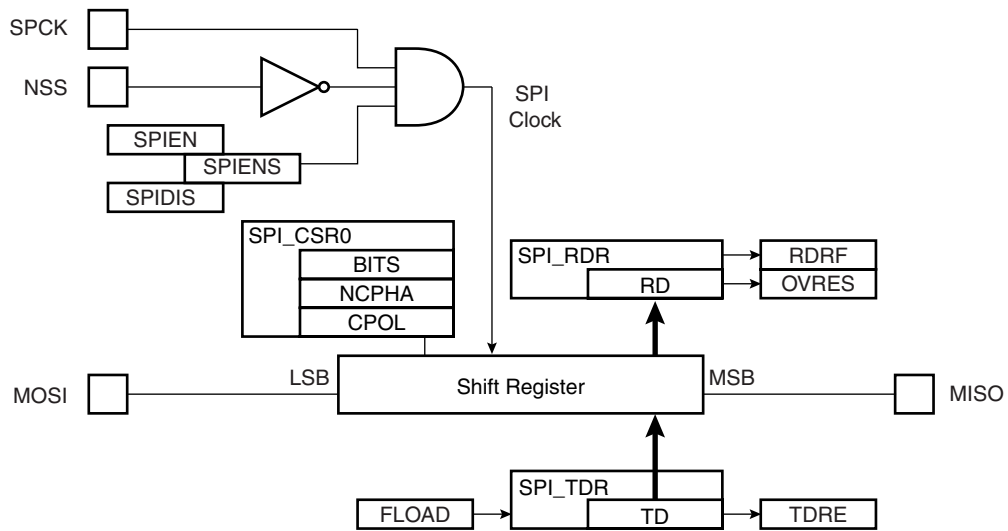 SPCK
NSS
SPI
Clock
SPIEN
SPIENS
SPIDIS
SPI_CSR0
BITS
NCPHA
CPOL
SPI_RDR
RD
RDRF
OVRES
MOSI
LSB
Shift Register
MSB
MISO
FLOAD
SPI_TDR
TD
TDRE